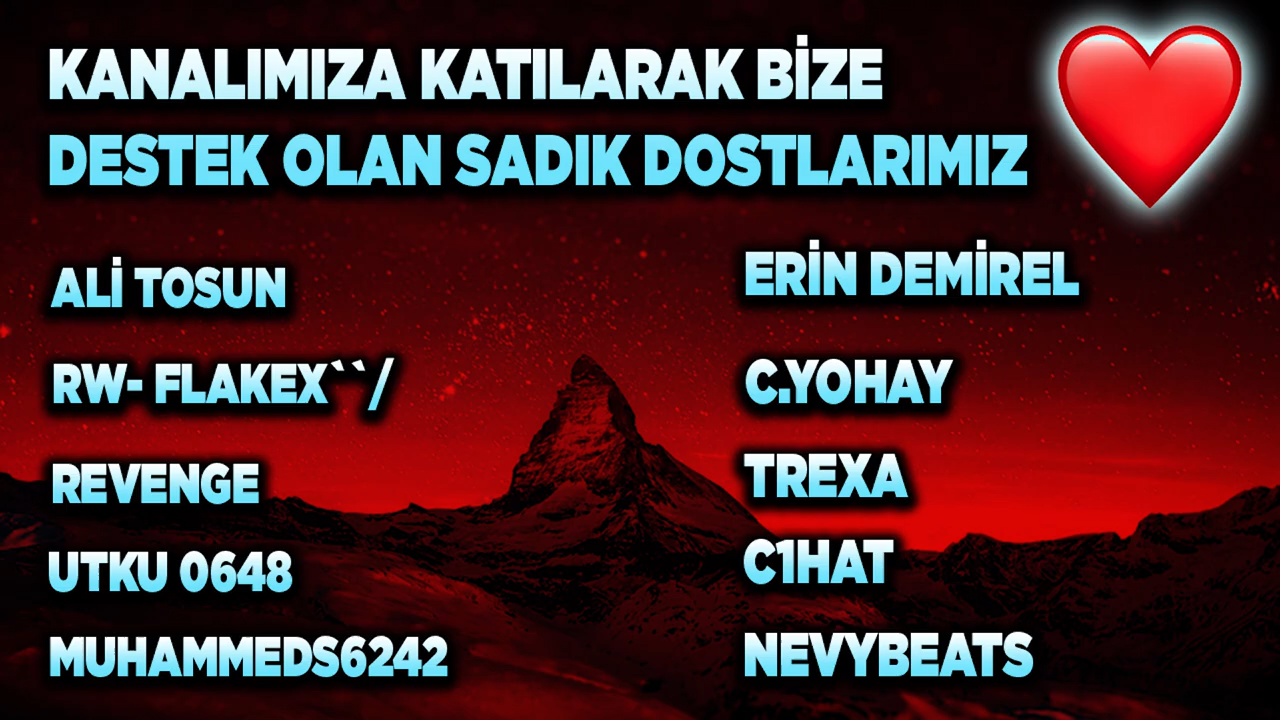 KANALIMIZA KATILARAK BİZE
DESTEK OLAN SADIK DOSTLARIMIZ
ALİ TOSUN
RW- FLAKEX``/
REVENGE
UTKU 0648
MUHAMMEDS6242
ERİN DEMİREL
C.YOHAY
TREXA
C1HAT
NEVYBEATS